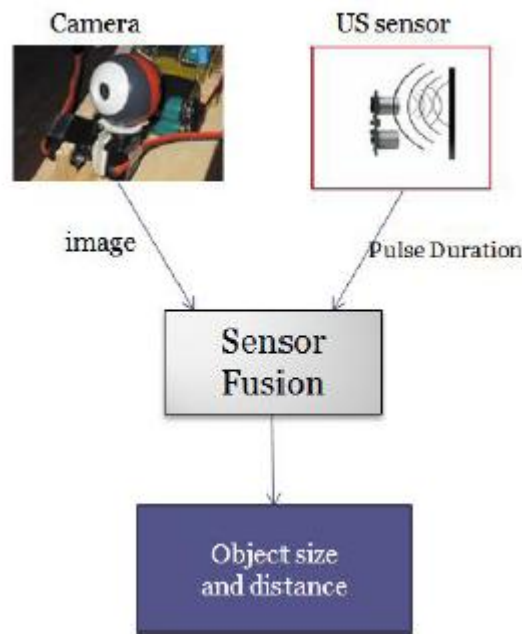 Camera
US sensor
image
Pulse Duration
Sensor
Fusion
Object size
and distance